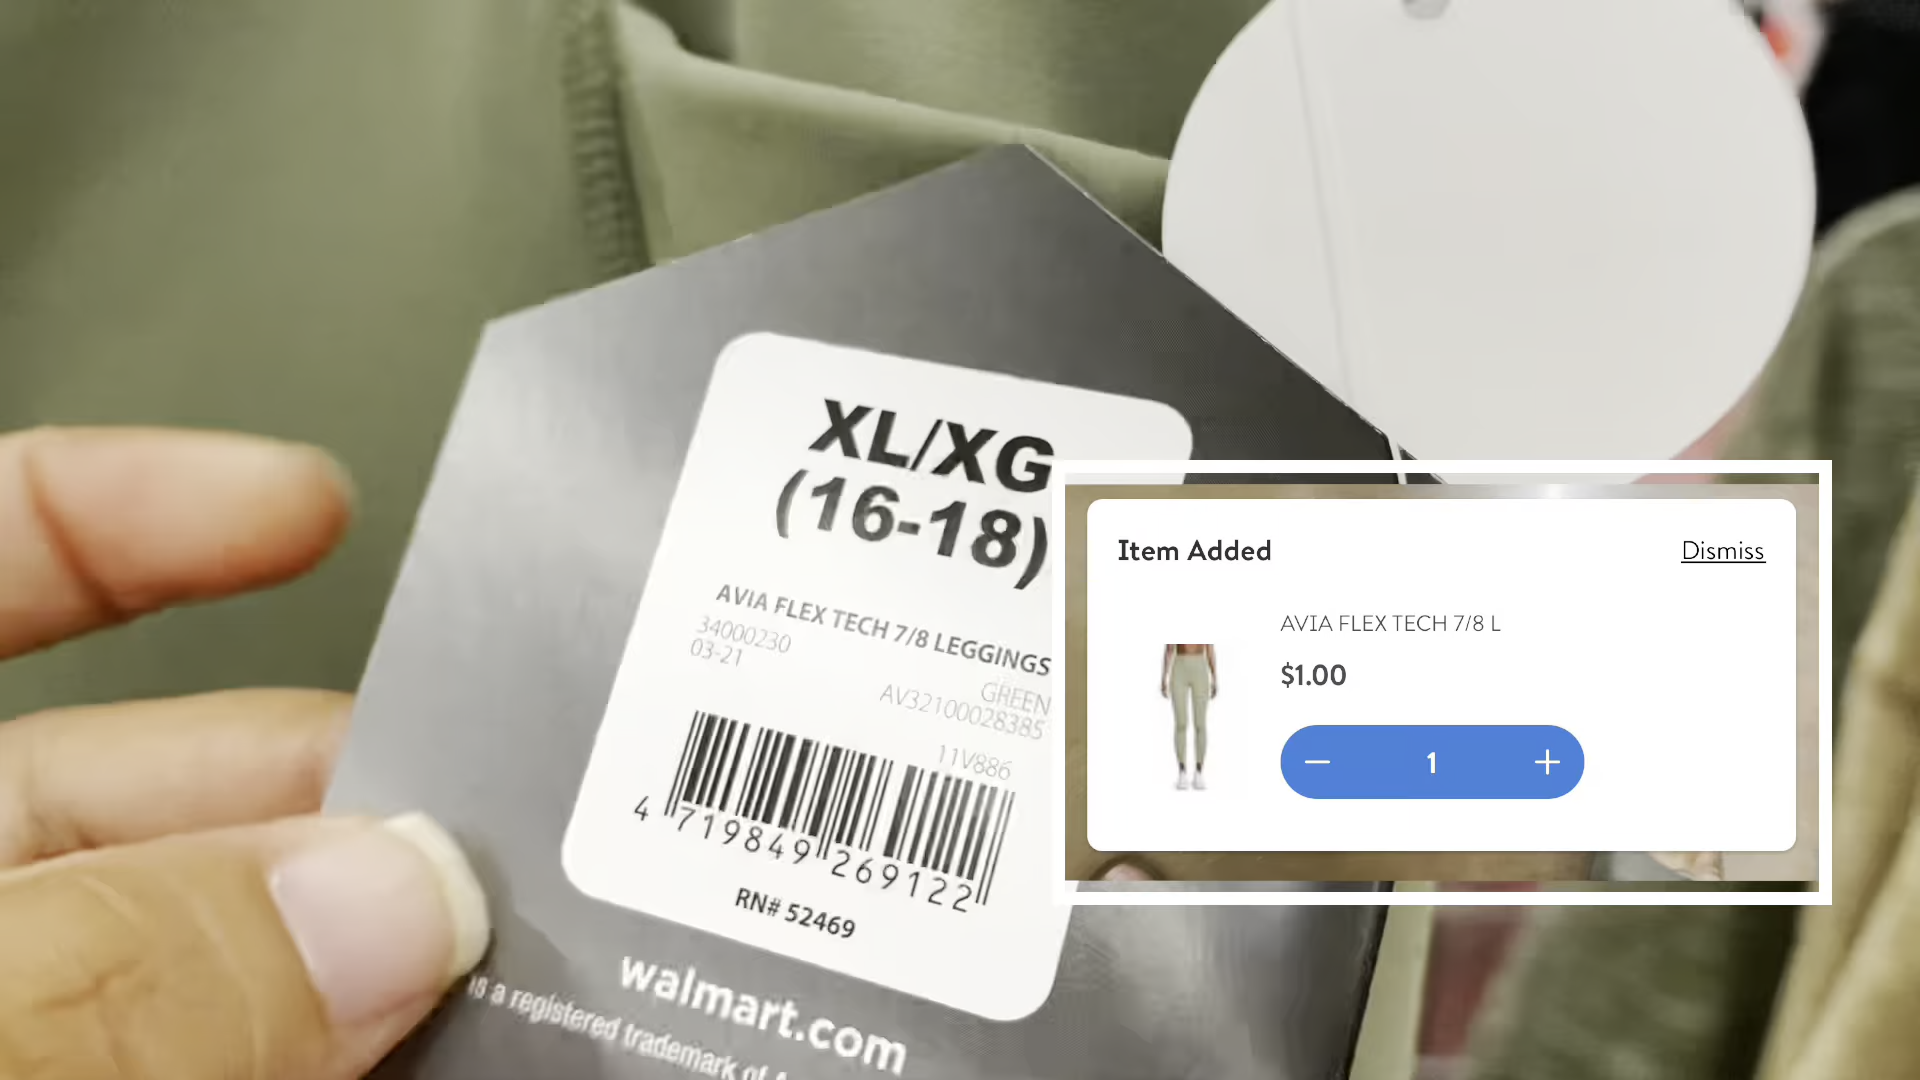 XL/XG
(16-18)
AVIA FLEX TECH 7/8 LEGGINGS
34000230
03-21
GREEN
AV32100028385
11V886
4 719849 269122
RN# 52469
walmart.com
is a registered trademark of
Item Added
Dismiss
AVIA FLEX TECH 7/8 L
$1.00
1